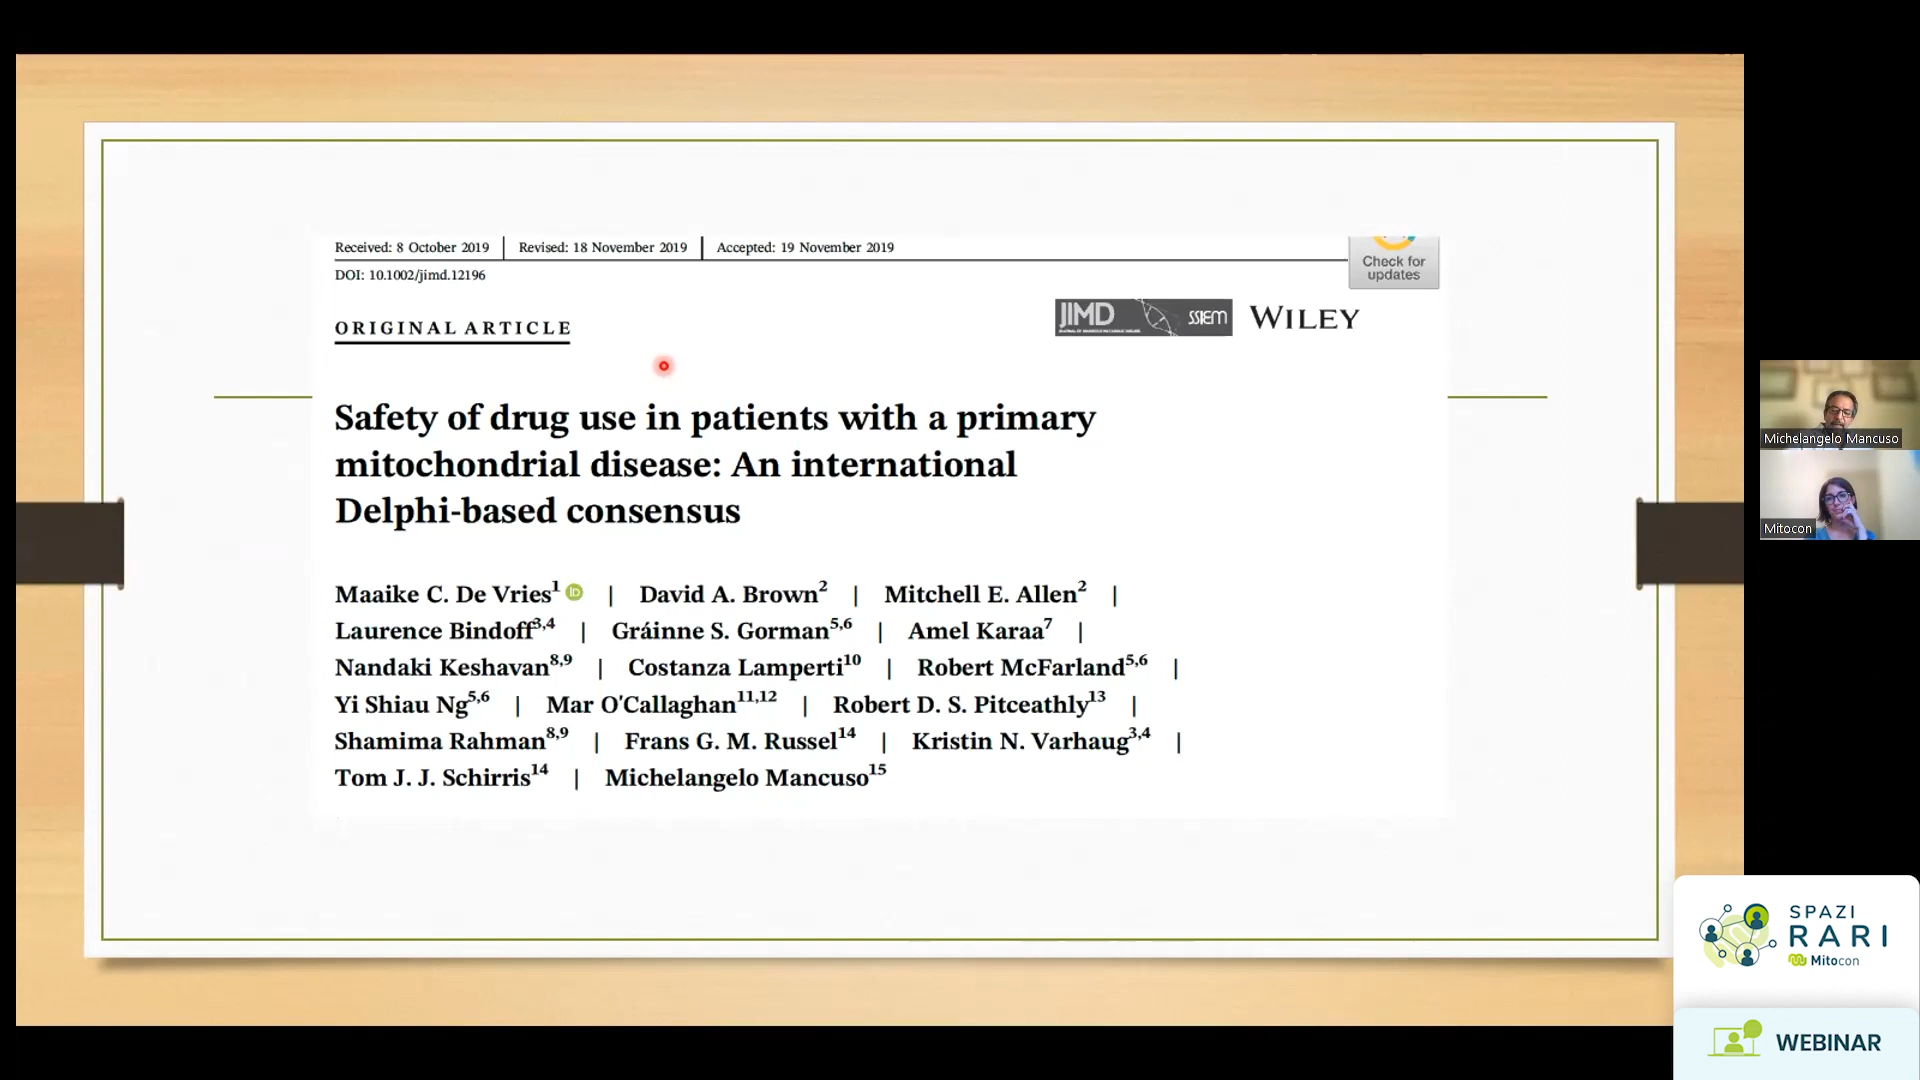 Received: 8 October 2019 | Revised: 18 November 2019 | Accepted: 19 November 2019
DOI: 10.1002/jimd.12196
Check for
updates
ORIGINAL ARTICLE
JIMD SSIEM WILEY
Safety of drug use in patients with a primary
mitochondrial disease: An international
Delphi-based consensus
Maaike C. De Vries1 iD | David A. Brown2 | Mitchell E. Allen2 |
Laurence Bindoff3,4 | Gráinne S. Gorman5,6 | Amel Karaa7 |
Nandaki Keshavan8,9 | Costanza Lamperti10 | Robert McFarland5,6 |
Yi Shiau Ng5,6 | Mar O'Callaghan11,12 | Robert D. S. Pitceathly13 |
Shamima Rahman8,9 | Frans G. M. Russel14 | Kristin N. Varhaug3,4 |
Tom J. J. Schirris14 | Michelangelo Mancuso15
Michelangelo Mancuso
Mitocon
SPAZI
RARI
Mitocon
WEBINAR